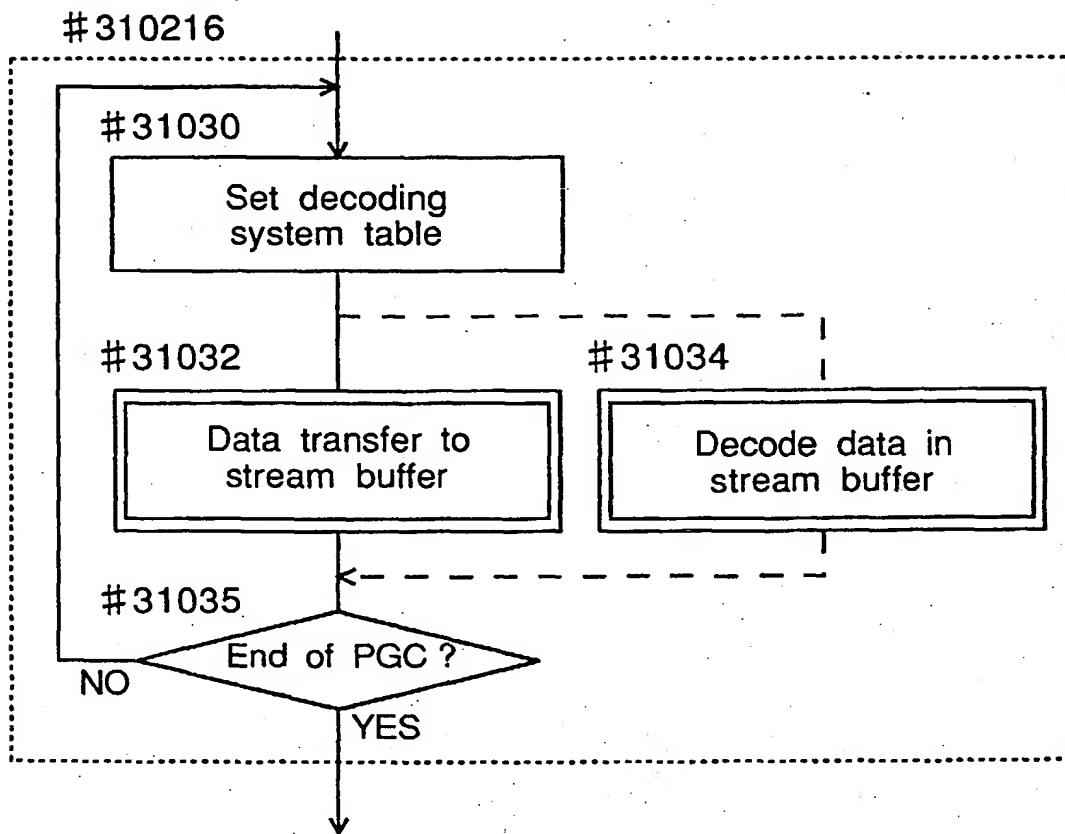 #310216
#31030
Set decoding
system table
#31032
#31034
Data transfer to
stream buffer
Decode data in
stream buffer
#31035
End of PGC ?
NO
YES